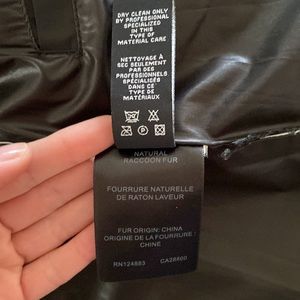 DRY CLEAN ONLY
BY PROFESSIONAL
SPECIALIZED
IN THIS
TYPE OF
MATERIAL CARE
NETTOYAGE À
SEC SEULEMENT
PAR DES
PROFESSIONNELS
SPÉCIALISÉS
DANS CE
TYPE DE
MATÉRIAUX
NATURAL
RACCOON FUR
FOURRURE NATURELLE
DE RATON LAVEUR
FUR ORIGIN: CHINA
ORIGINE DE LA FOURRURE :
CHINE
RN124883 CA28600